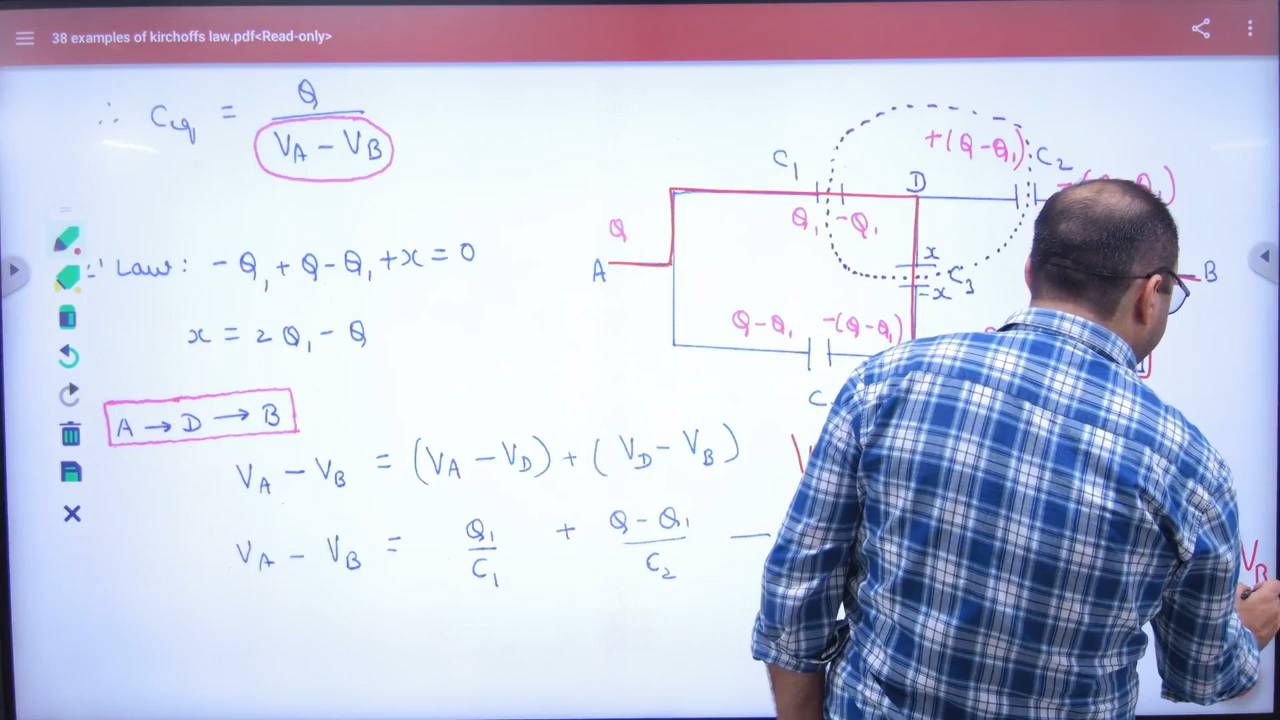 38 examples of kirchoffs law.pdf<Read-only>
∴ Ceq = Q / (VA − VB)
Law: −Q1 + Q − Q1 + x = 0
x = 2Q1 − Q
A → D → B
VA − VB = (VA − VD) + (VD − VB)
VA − VB = Q1/C1 + (Q − Q1)/C2 —
+(Q − Q1) C2
C1 D
Q Q1 −Q1 x
A −x C3 B
Q − Q1 −(Q − Q1)
VB